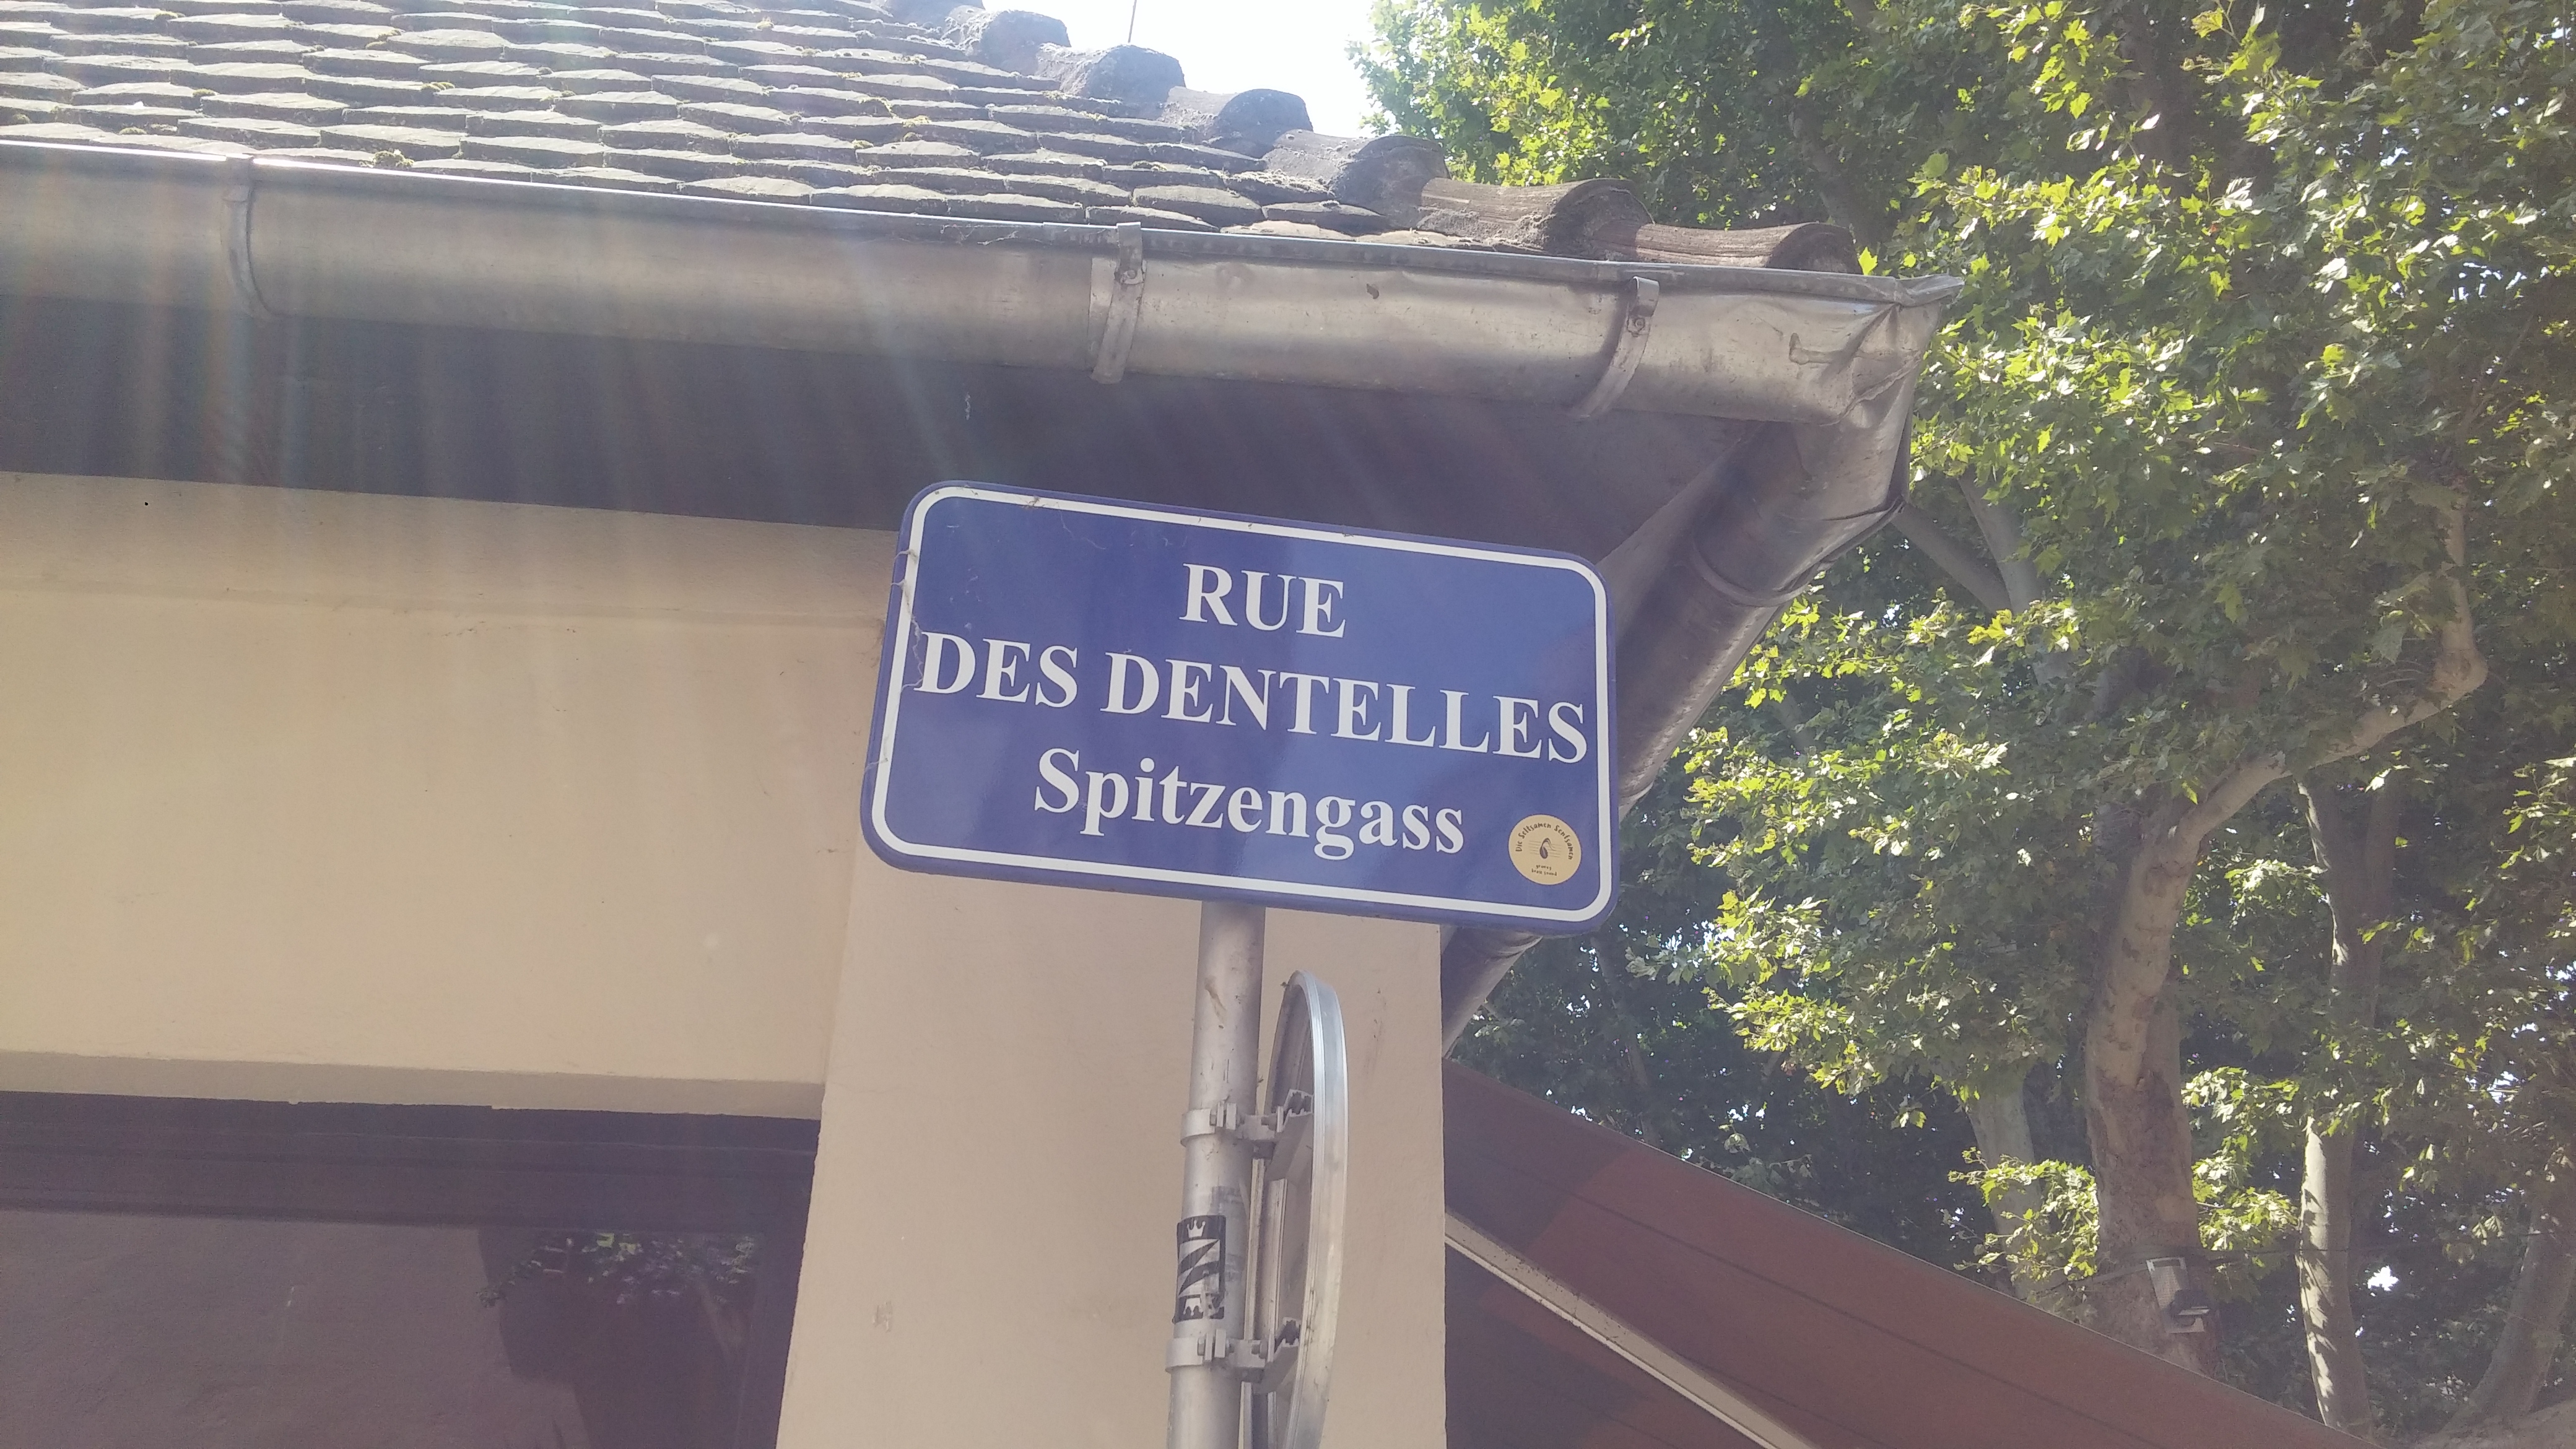 RUE
DES DENTELLES
Spitzengass